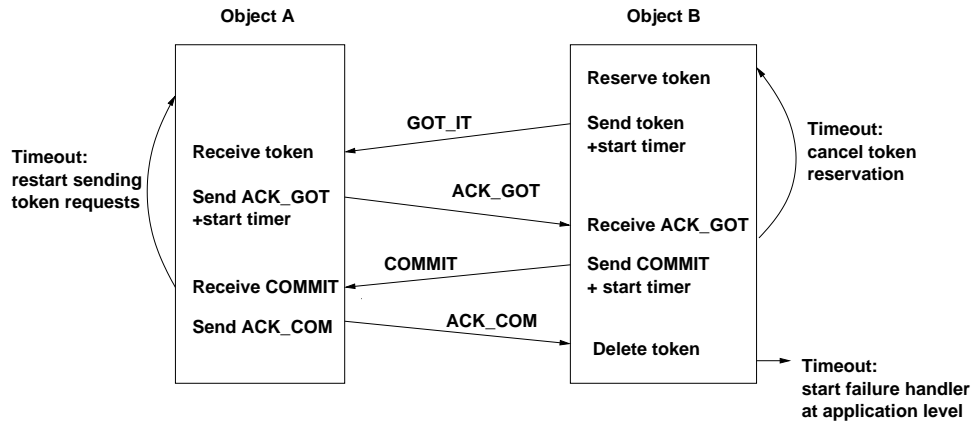 Object A
Object B
Reserve token
GOT_IT
Send token
+start timer
Timeout:
cancel token
reservation
Timeout:
restart sending
token requests
Receive token
Send ACK_GOT
+start timer
ACK_GOT
Receive ACK_GOT
COMMIT
Send COMMIT
+ start timer
Receive COMMIT
Send ACK_COM
ACK_COM
Delete token
Timeout:
start failure handler
at application level